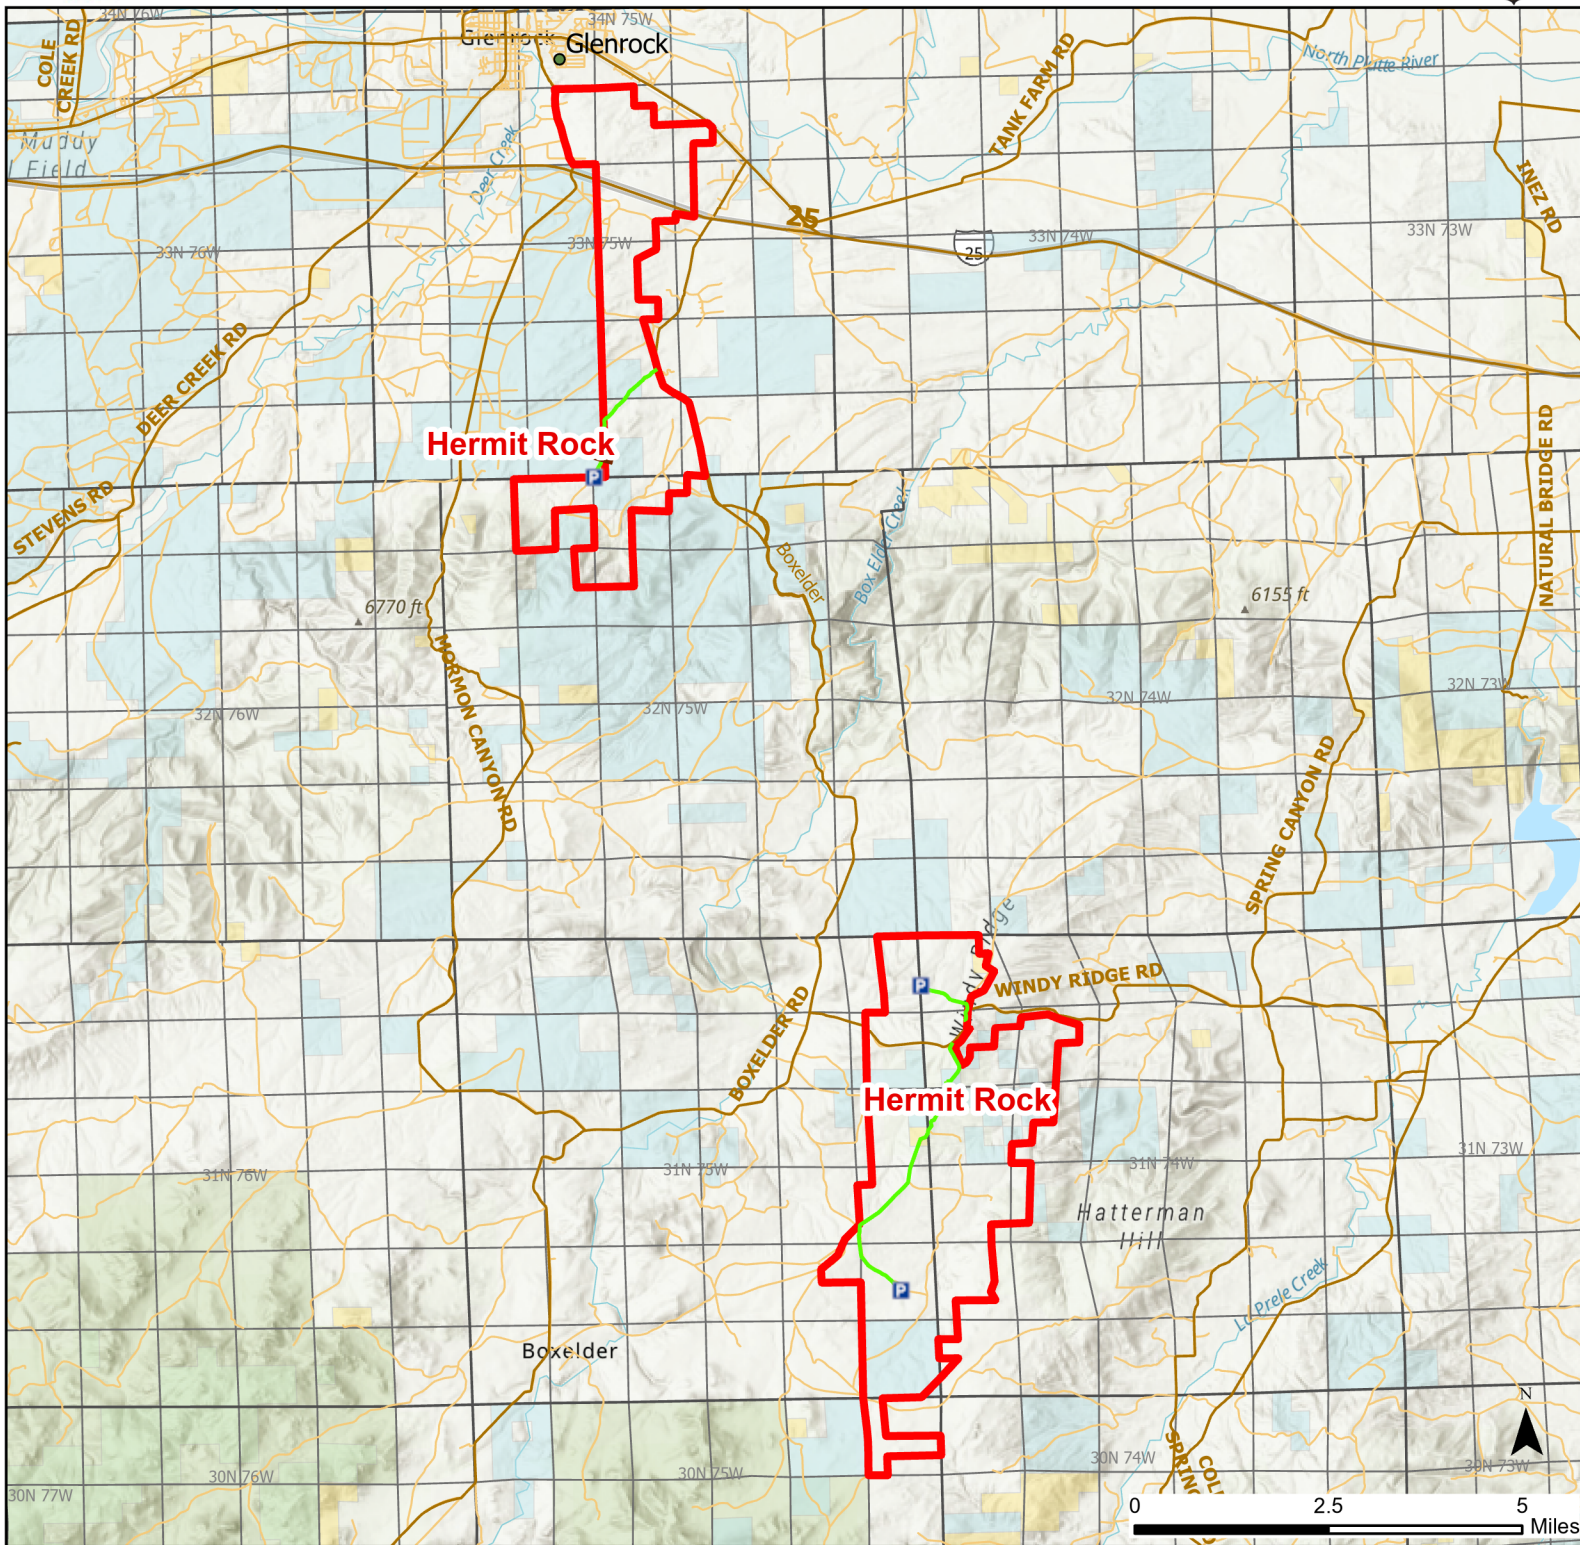 34N 76W
34N 75W
Glenrock
Glenrock
COLE
CREEK RD
TANK FARM RD
North Platte River
Muddy
Field
Deer Creek
INEZ RD
25
25
33N 76W
33N 75W
33N 74W
33N 73W
DEER CREEK RD
Hermit Rock
P
NATURAL BRIDGE RD
STEVENS RD
Box Elder Creek
Boxelder
6770 ft
6155 ft
MORMON CANYON RD
32N 76W
32N 75W
32N 74W
32N 73W
SPRING CANYON RD
Windy Ridge
P
WINDY RIDGE RD
BOXELDER RD
Hermit Rock
31N 76W
31N 75W
31N 74W
31N 73W
Hatterman
Hill
P
La Prele Creek
Boxelder
N
30N 77W
30N 76W
30N 75W
30N 74W
30N 73W
SPRING
COL
0 2.5 5
Miles